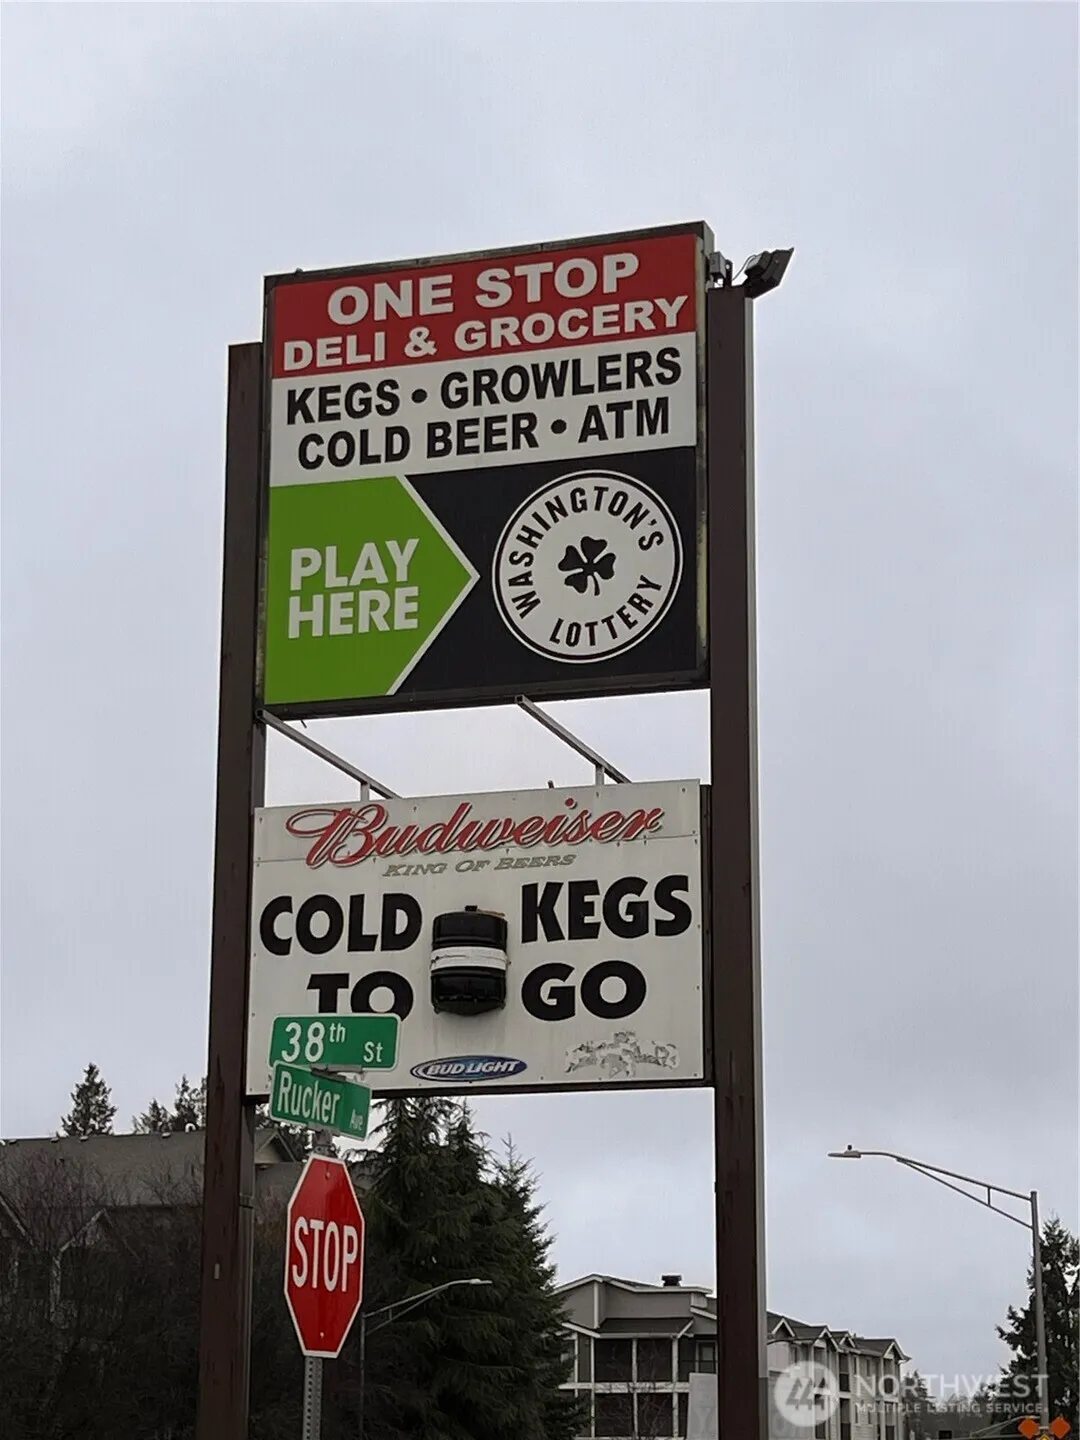 ONE STOP
DELI & GROCERY
KEGS • GROWLERS
COLD BEER • ATM
PLAY
HERE
WASHINGTON'S
LOTTERY
Budweiser
KING OF BEERS
COLD KEGS
TO GO
BUD LIGHT
38th St
Rucker Ave
STOP
NORTHWEST
MULTIPLE LISTING SERVICE